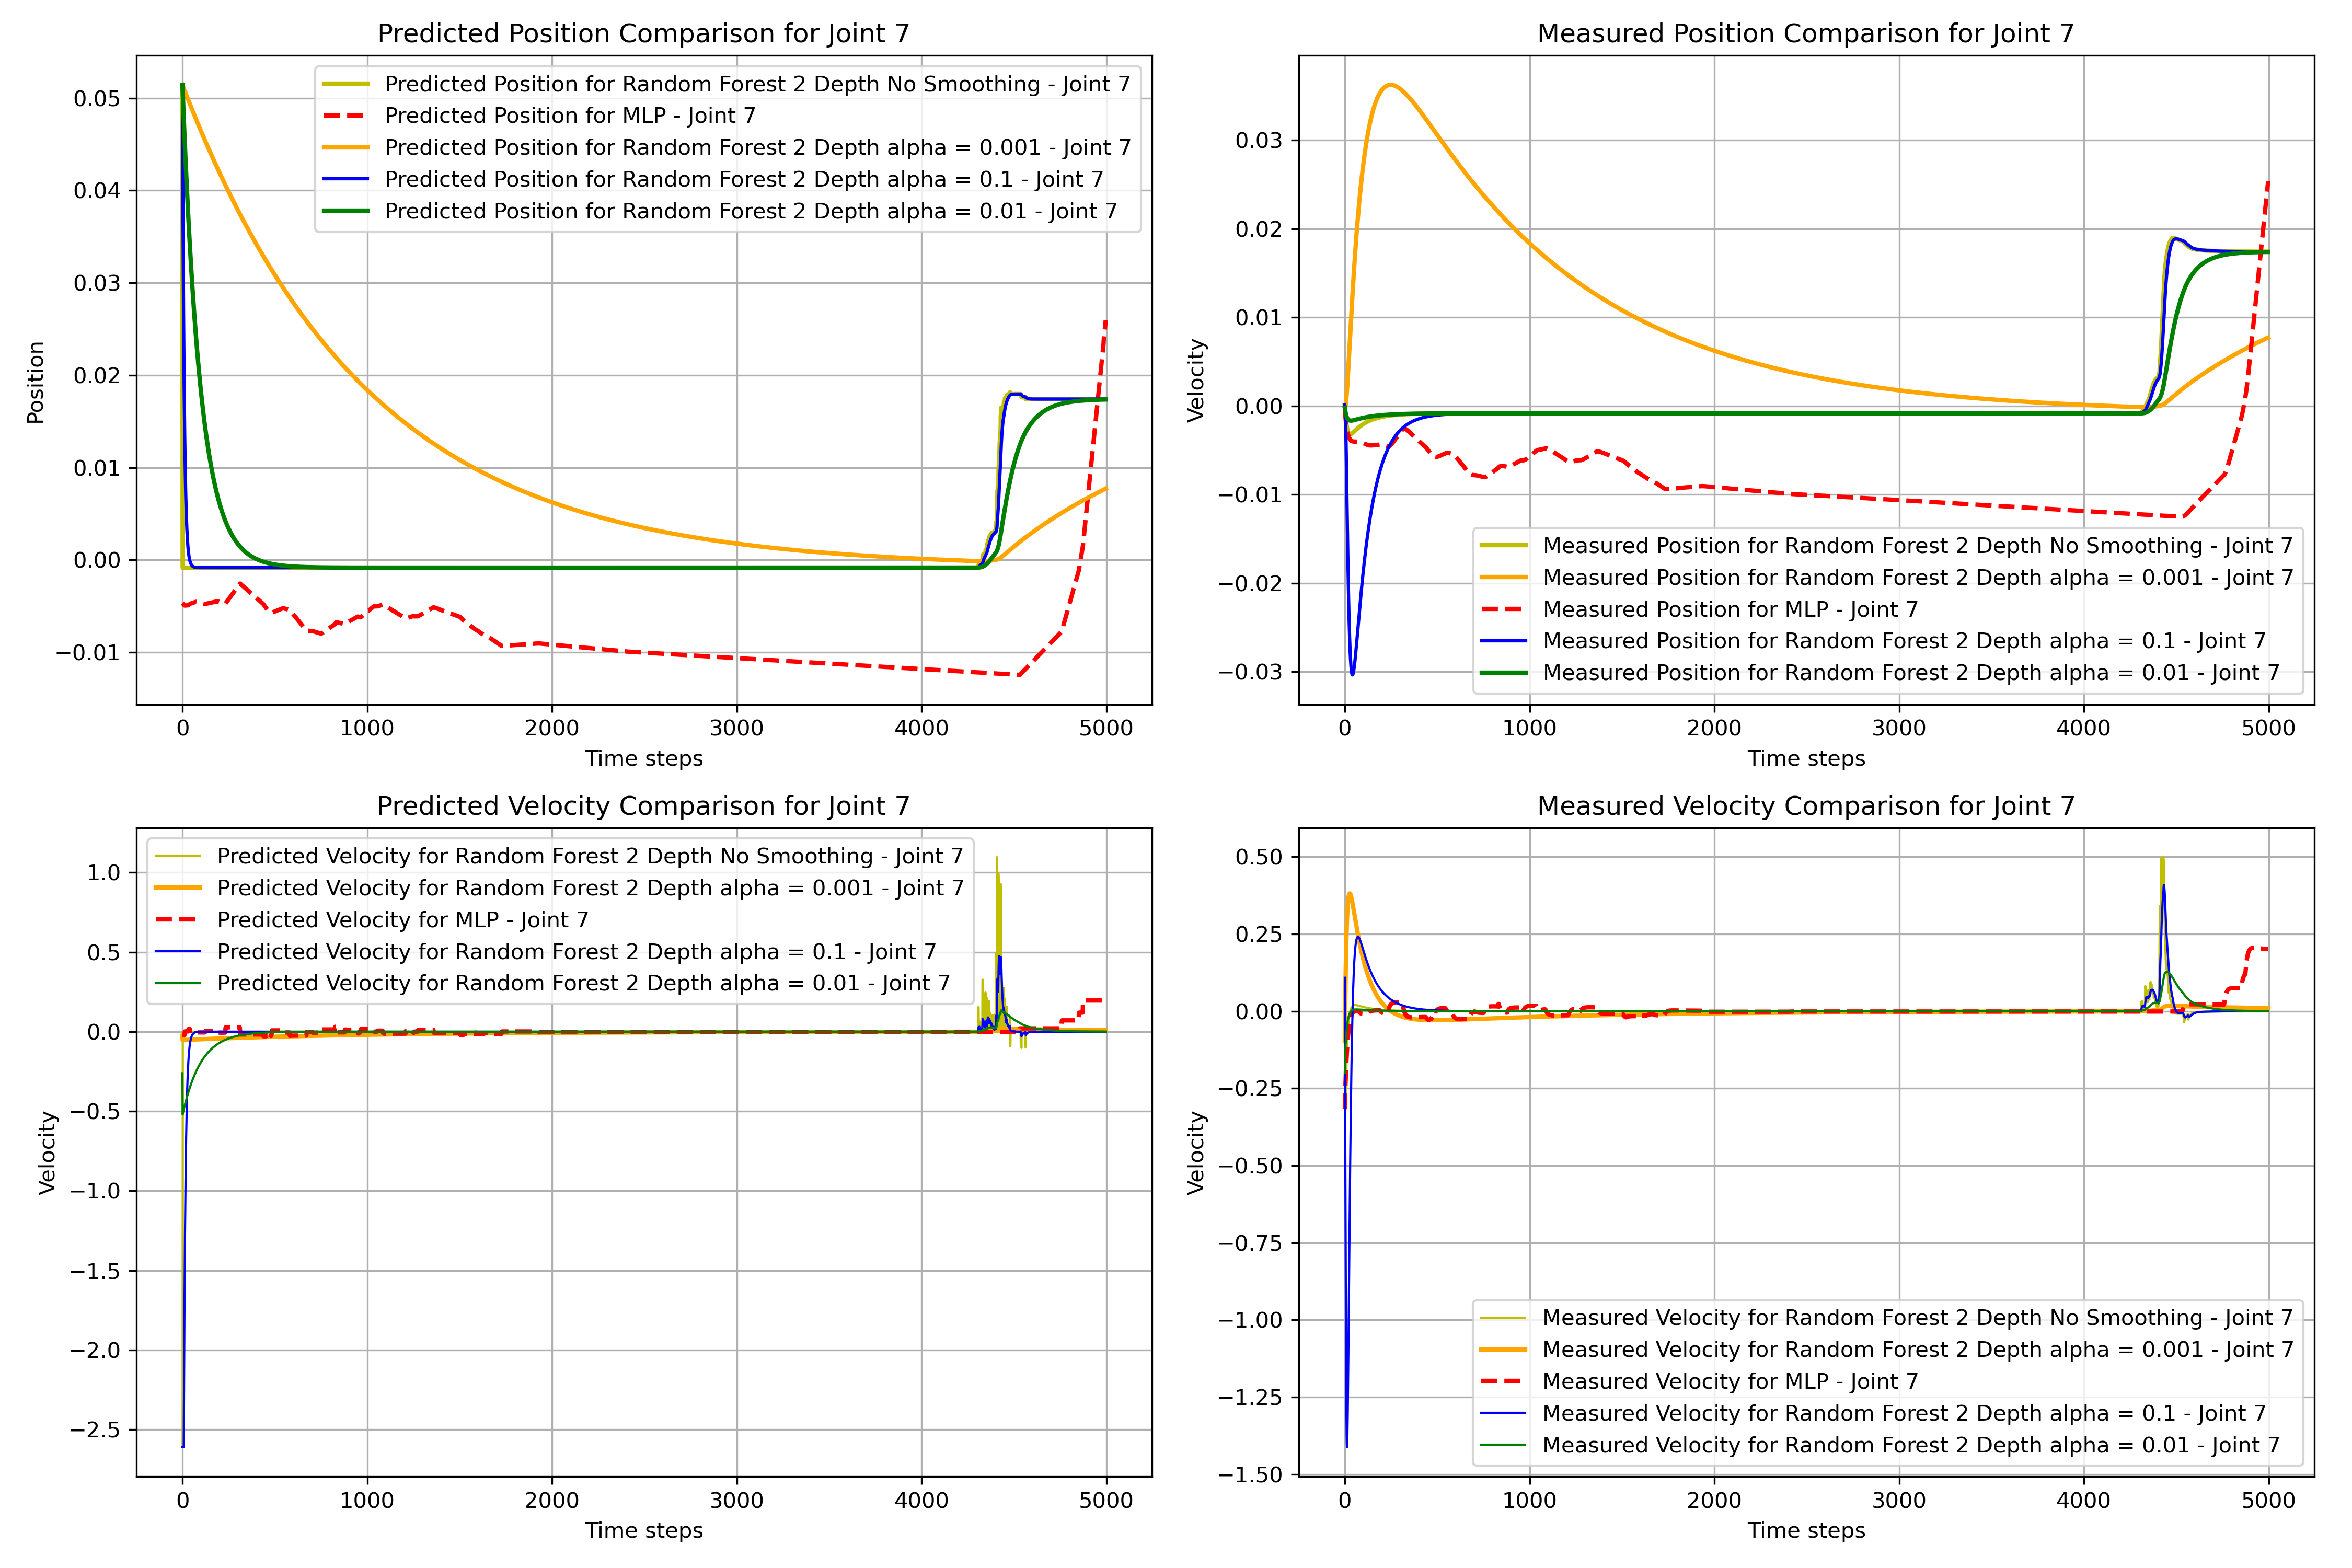 Predicted Position Comparison for Joint 7
Predicted Position for Random Forest 2 Depth No Smoothing - Joint 7
Predicted Position for MLP - Joint 7
Predicted Position for Random Forest 2 Depth alpha = 0.001 - Joint 7
Predicted Position for Random Forest 2 Depth alpha = 0.1 - Joint 7
Predicted Position for Random Forest 2 Depth alpha = 0.01 - Joint 7
Position
0.05
0.04
0.03
0.02
0.01
0.00
−0.01
0 1000 2000 3000 4000 5000
Time steps
Measured Position Comparison for Joint 7
Velocity
0.03
0.02
0.01
0.00
−0.01
−0.02
−0.03
Measured Position for Random Forest 2 Depth No Smoothing - Joint 7
Measured Position for Random Forest 2 Depth alpha = 0.001 - Joint 7
Measured Position for MLP - Joint 7
Measured Position for Random Forest 2 Depth alpha = 0.1 - Joint 7
Measured Position for Random Forest 2 Depth alpha = 0.01 - Joint 7
0 1000 2000 3000 4000 5000
Time steps
Predicted Velocity Comparison for Joint 7
Predicted Velocity for Random Forest 2 Depth No Smoothing - Joint 7
Predicted Velocity for Random Forest 2 Depth alpha = 0.001 - Joint 7
Predicted Velocity for MLP - Joint 7
Predicted Velocity for Random Forest 2 Depth alpha = 0.1 - Joint 7
Predicted Velocity for Random Forest 2 Depth alpha = 0.01 - Joint 7
Velocity
1.0
0.5
0.0
−0.5
−1.0
−1.5
−2.0
−2.5
0 1000 2000 3000 4000 5000
Time steps
Measured Velocity Comparison for Joint 7
Velocity
0.50
0.25
0.00
−0.25
−0.50
−0.75
−1.00
−1.25
−1.50
Measured Velocity for Random Forest 2 Depth No Smoothing - Joint 7
Measured Velocity for Random Forest 2 Depth alpha = 0.001 - Joint 7
Measured Velocity for MLP - Joint 7
Measured Velocity for Random Forest 2 Depth alpha = 0.1 - Joint 7
Measured Velocity for Random Forest 2 Depth alpha = 0.01 - Joint 7
0 1000 2000 3000 4000 5000
Time steps